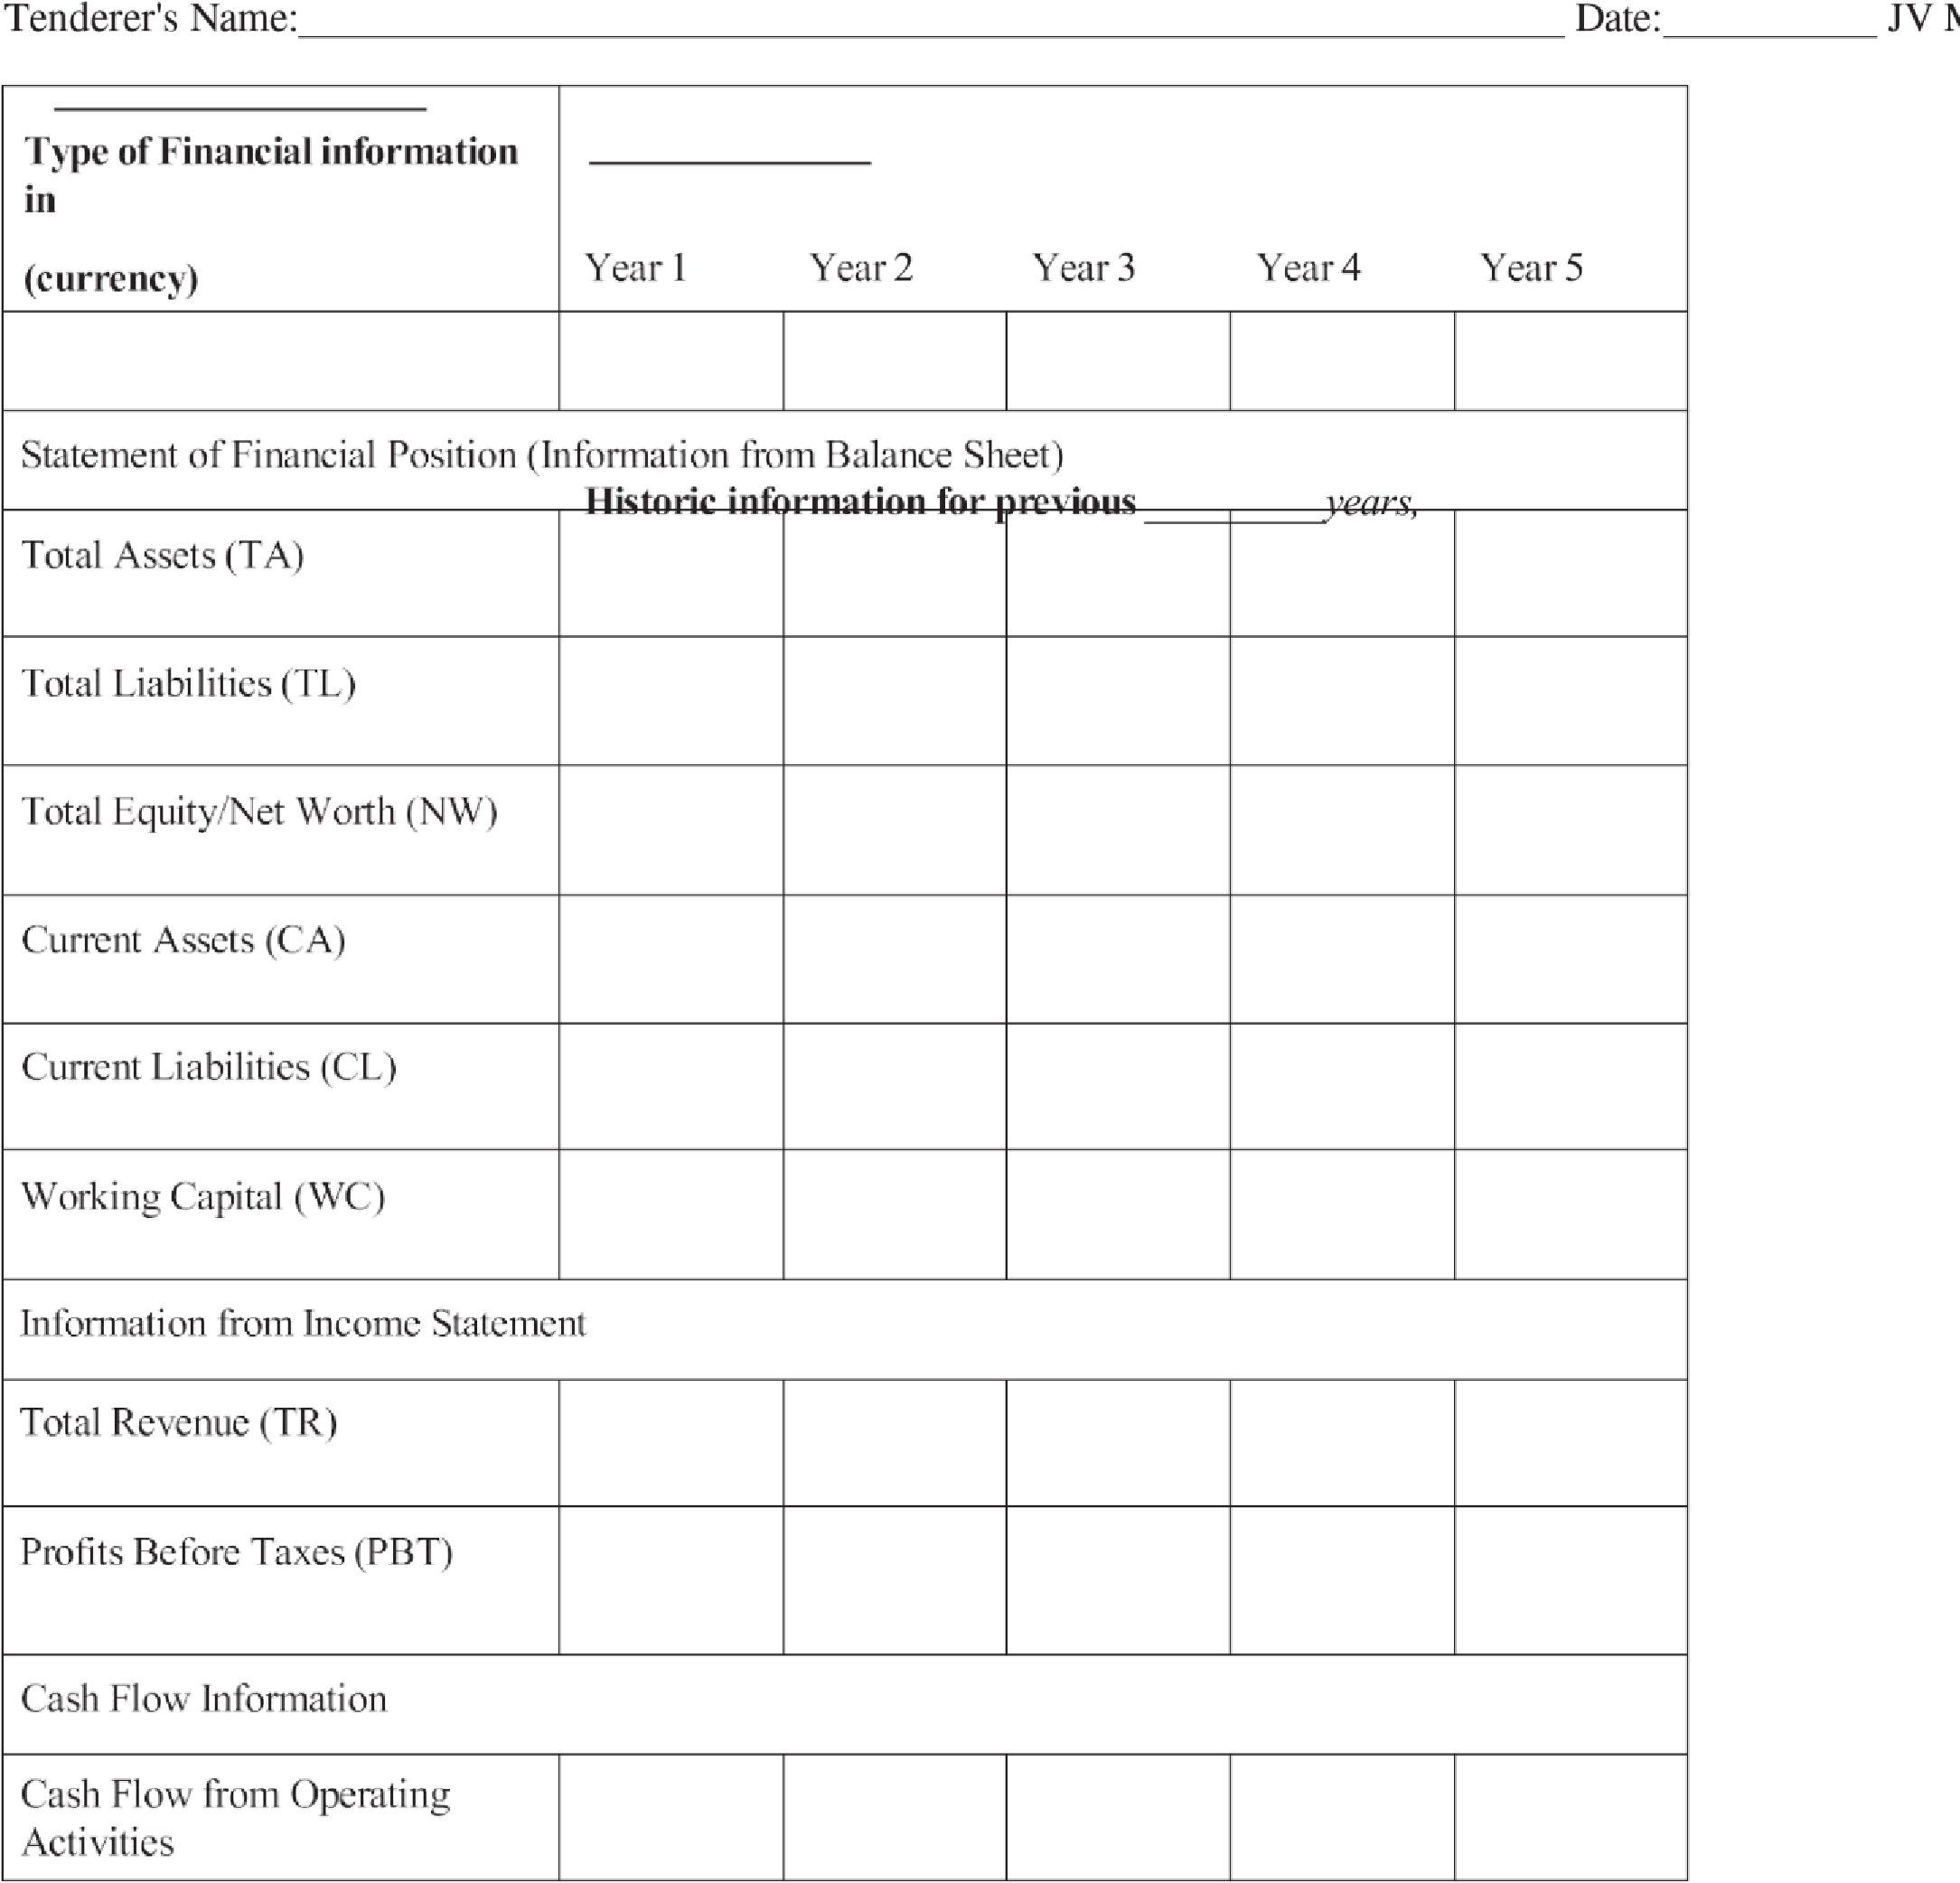 Tenderer's Name:____________________ Date:__________ JV
Type of Financial information
in
(currency)
Year 1 Year 2 Year 3 Year 4 Year 5
Statement of Financial Position (Information from Balance Sheet)
Historic information for previous _________years,
Total Assets (TA)
Total Liabilities (TL)
Total Equity/Net Worth (NW)
Current Assets (CA)
Current Liabilities (CL)
Working Capital (WC)
Information from Income Statement
Total Revenue (TR)
Profits Before Taxes (PBT)
Cash Flow Information
Cash Flow from Operating
Activities